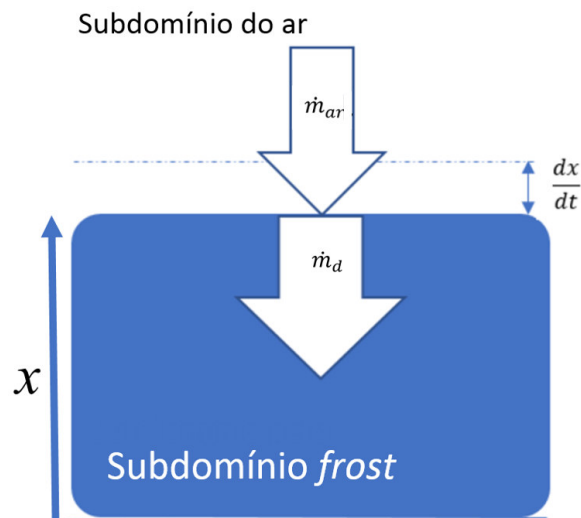 Subdomínio do ar
ṁ_ar
dx
dt
ṁ_d
x
Subdomínio frost